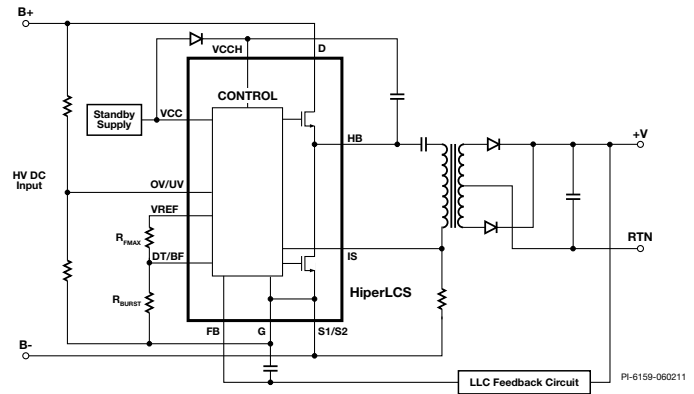 B+
VCCH
D
CONTROL
Standby
Supply
VCC
HB
+V
HV DC
Input
OV/UV
VREF
RFMAX
DT/BF
IS
RTN
HiperLCS
RBURST
FB
G
S1/S2
B-
LLC Feedback Circuit
PI-6159-060211